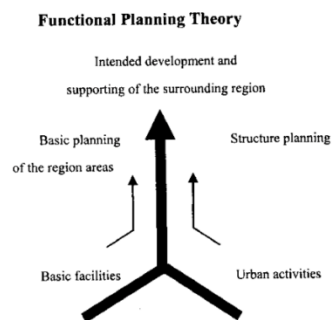 Functional Planning Theory
Intended development and
supporting of the surrounding region
Basic planning
of the region areas
Structure planning
Basic facilities
Urban activities